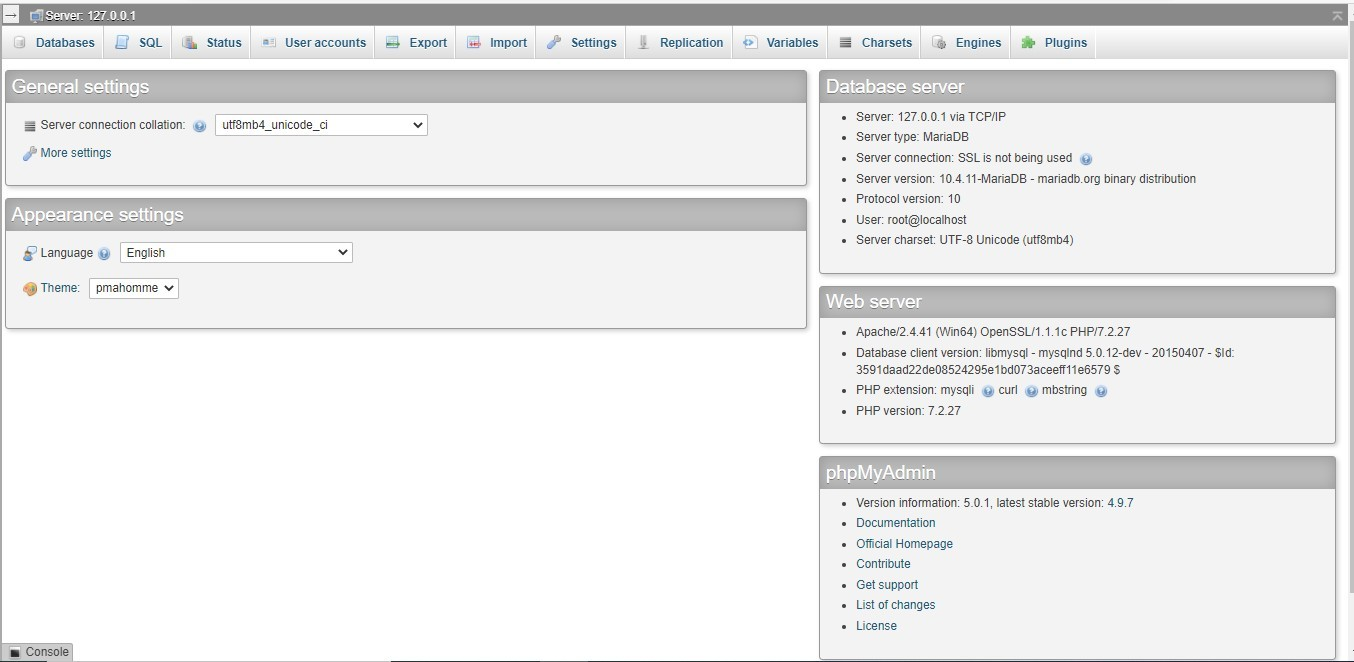 Server: 127.0.0.1
Databases SQL Status User accounts Export Import Settings Replication Variables Charsets Engines Plugins
General settings
Server connection collation: utf8mb4_unicode_ci
More settings
Appearance settings
Language English
Theme: pmahomme
Database server
Server: 127.0.0.1 via TCP/IP
Server type: MariaDB
Server connection: SSL is not being used
Server version: 10.4.11-MariaDB - mariadb.org binary distribution
Protocol version: 10
User: root@localhost
Server charset: UTF-8 Unicode (utf8mb4)
Web server
Apache/2.4.41 (Win64) OpenSSL/1.1.1c PHP/7.2.27
Database client version: libmysql - mysqlnd 5.0.12-dev - 20150407 - $Id:
3591daad22de08524295e1bd073aceeff11e6579 $
PHP extension: mysqli curl mbstring
PHP version: 7.2.27
phpMyAdmin
Version information: 5.0.1, latest stable version: 4.9.7
Documentation
Official Homepage
Contribute
Get support
List of changes
License
Console